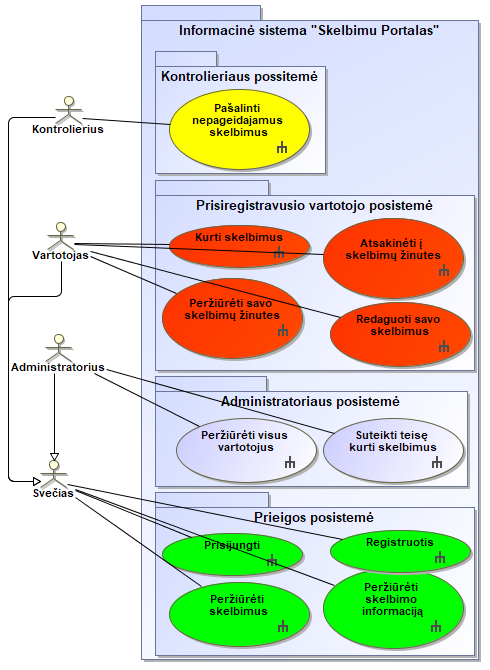 Informacinė sistema "Skelbimu Portalas"
Kontrolieriaus possitemė
Pašalinti
nepageidajamus
skelbimus
Kontrolierius
Prisiregistravusio vartotojo posistemė
Kurti skelbimus
Atsakinėti į
skelbimų žinutes
Vartotojas
Peržiūrėti savo
skelbimų žinutes
Redaguoti savo
skelbimus
Administratorius
Administratoriaus posistemė
Peržiūrėti visus
vartotojus
Suteikti teisę
kurti skelbimus
Svečias
Prieigos posistemė
Prisijungti
Registruotis
Peržiūrėti
skelbimus
Peržiūrėti
skelbimo
informaciją